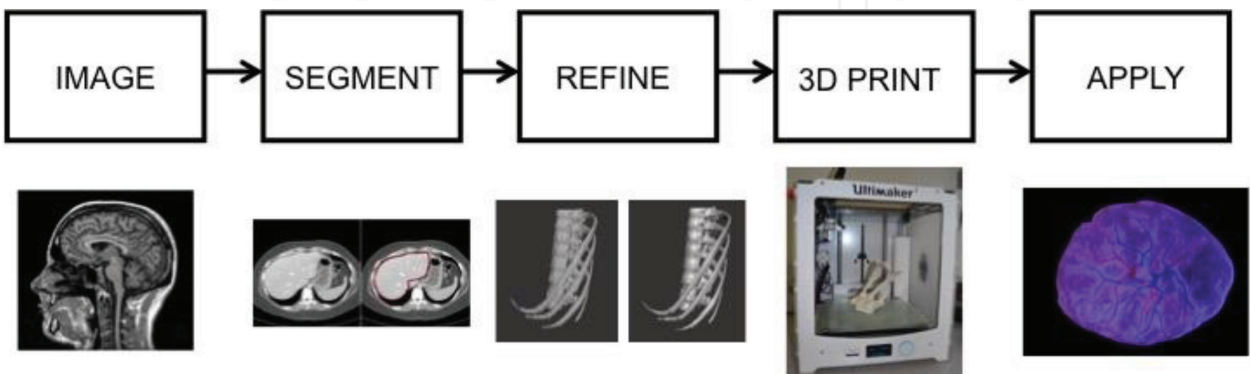 IMAGE
SEGMENT
REFINE
3D PRINT
APPLY
Ultimaker